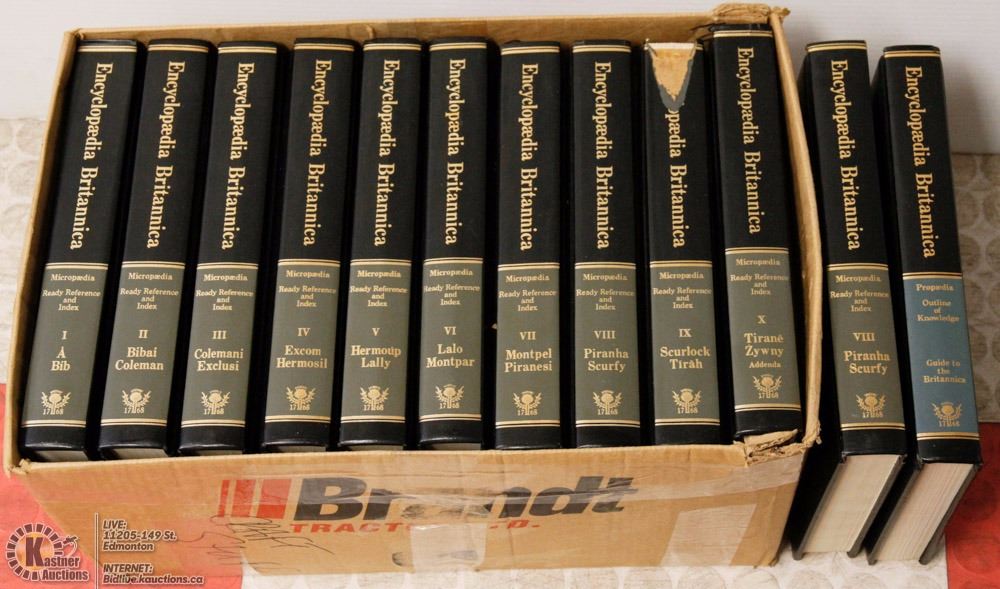 Encyclopædia Britannica
Micropædia
Ready Reference
and
Index
I
A
Bib
1768
Encyclopædia Britannica
Micropædia
Ready Reference
and
Index
II
Bibai
Coleman
1768
Encyclopædia Britannica
Micropædia
Ready Reference
and
Index
III
Colemani
Exclusi
1768
Encyclopædia Britannica
Micropædia
Ready Reference
and
Index
IV
Excom
Hermosil
1768
Encyclopædia Britannica
Micropædia
Ready Reference
and
Index
V
Hermoup
Lally
1768
Encyclopædia Britannica
Micropædia
Ready Reference
and
Index
VI
Lalo
Montpar
1768
Encyclopædia Britannica
Micropædia
Ready Reference
and
Index
VII
Montpel
Piranesi
1768
Encyclopædia Britannica
Micropædia
Ready Reference
and
Index
VIII
Piranha
Scurfy
1768
opædia Britannica
Micropædia
Ready Reference
and
Index
IX
Scurlock
Tirah
1768
Encyclopædia Britannica
Micropædia
Ready Reference
and
Index
X
Tirane
Zywny
Addenda
1768
Encyclopædia Britannica
Micropædia
Ready Reference
and
Index
VIII
Piranha
Scurfy
1768
Encyclopædia Britannica
Propædia
Outline of
Knowledge
Guide to
the
Britannica
1768
Brandt
Kastner
Auctions
LIVE:
11205-149 St.
Edmonton
INTERNET:
Bidlive.kauctions.ca